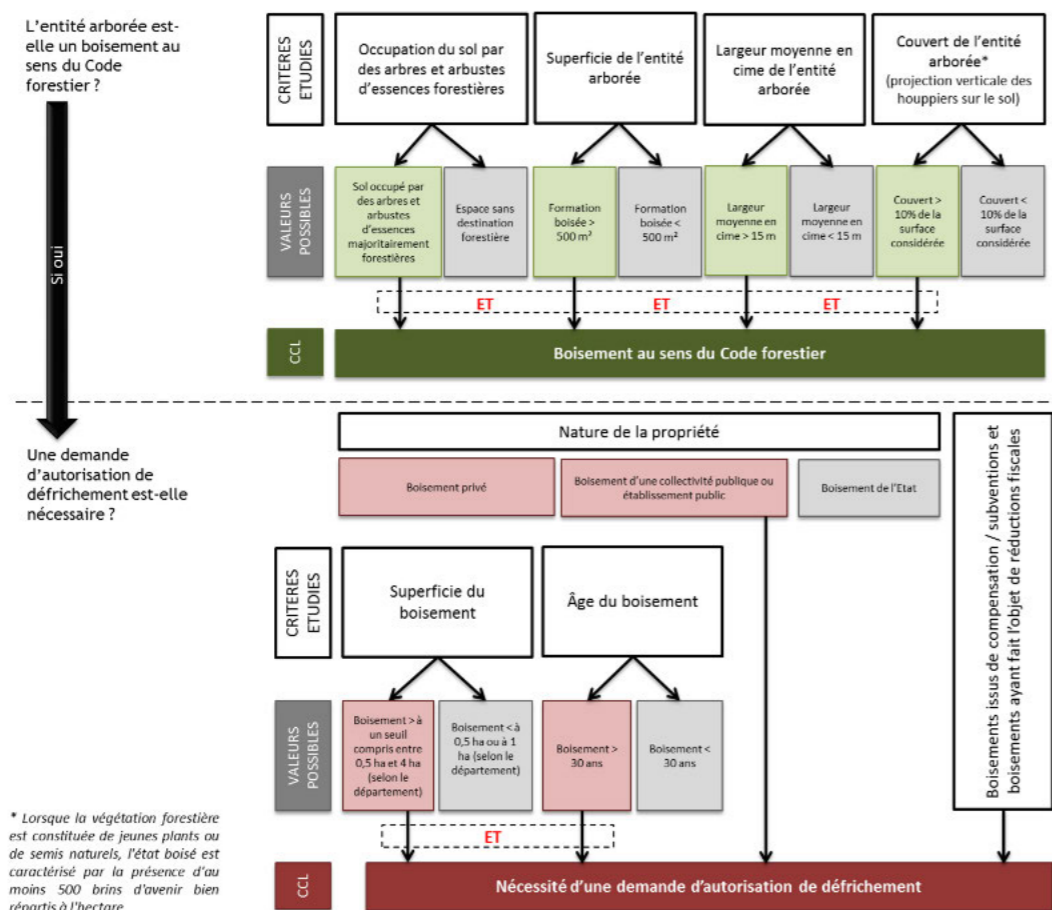 L'entité arborée est-
elle un boisement au
sens du Code
forestier ?
Si oui
CRITERES
ETUDIES
Occupation du sol par
des arbres et arbustes
d'essences forestières
Superficie de l'entité
arborée
Largeur moyenne en
cime de l'entité
arborée
Couvert de l'entité
arborée*
(projection verticale des
houppiers sur le sol)
VALEURS
POSSIBLES
Sol occupé par
des arbres et
arbustes
d'essences
majoritairement
forestières
Espace sans
destination
forestière
Formation
boisée >
500 m²
Formation
boisée <
500 m²
Largeur
moyenne en
cime > 15 m
Largeur
moyenne en
cime < 15 m
Couvert >
10% de la
surface
considérée
Couvert <
10% de la
surface
considérée
ET
ET
ET
CCL
Boisement au sens du Code forestier
Une demande
d'autorisation de
défrichement est-elle
nécessaire ?
Nature de la propriété
Boisement privé
Boisement d'une collectivité publique ou
établissement public
Boisement de l'Etat
Boisements issus de compensation / subventions et
boisements ayant fait l'objet de réductions fiscales
CRITERES
ETUDIES
Superficie du
boisement
Âge du boisement
VALEURS
POSSIBLES
Boisement > à
un seuil
compris entre
0,5 ha et 4 ha
(selon le
département)
Boisement < à
0,5 ha ou à 1
ha (selon le
département)
Boisement >
30 ans
Boisement <
30 ans
ET
CCL
Nécessité d'une demande d'autorisation de défrichement
* Lorsque la végétation forestière
est constituée de jeunes plants ou
de semis naturels, l'état boisé est
caractérisé par la présence d'au
moins 500 brins d'avenir bien
répartis à l'hectare